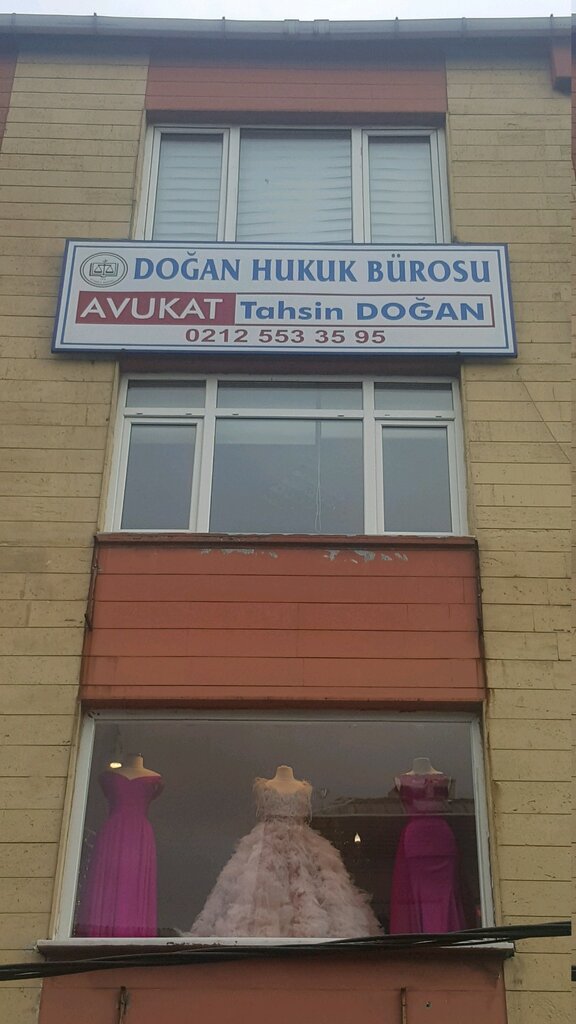 DOĞAN HUKUK BÜROSU
AVUKAT Tahsin DOĞAN
0212 553 35 95